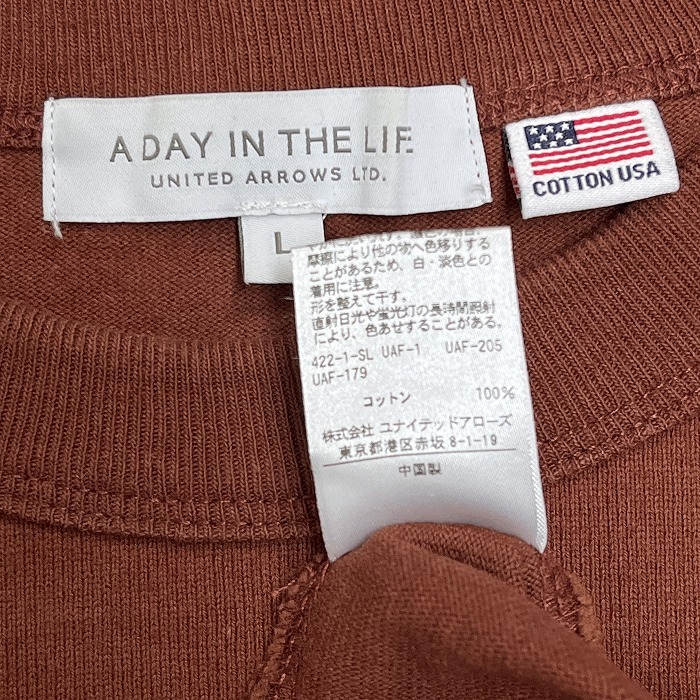 A DAY IN THE LIF
UNITED ARROWS LTD.
COTTON USA
L
摩擦により他の物へ色移りする
ことがあるため、白・淡色との
着用に注意。
形を整えて干す。
直射日光や蛍光灯の長時間照射
により、色あせすることがある。
422-1-SL UAF-1 UAF-205
UAF-179
コットン 100%
株式会社 ユナイテッドアローズ
東京都港区赤坂 8-1-19
中国製